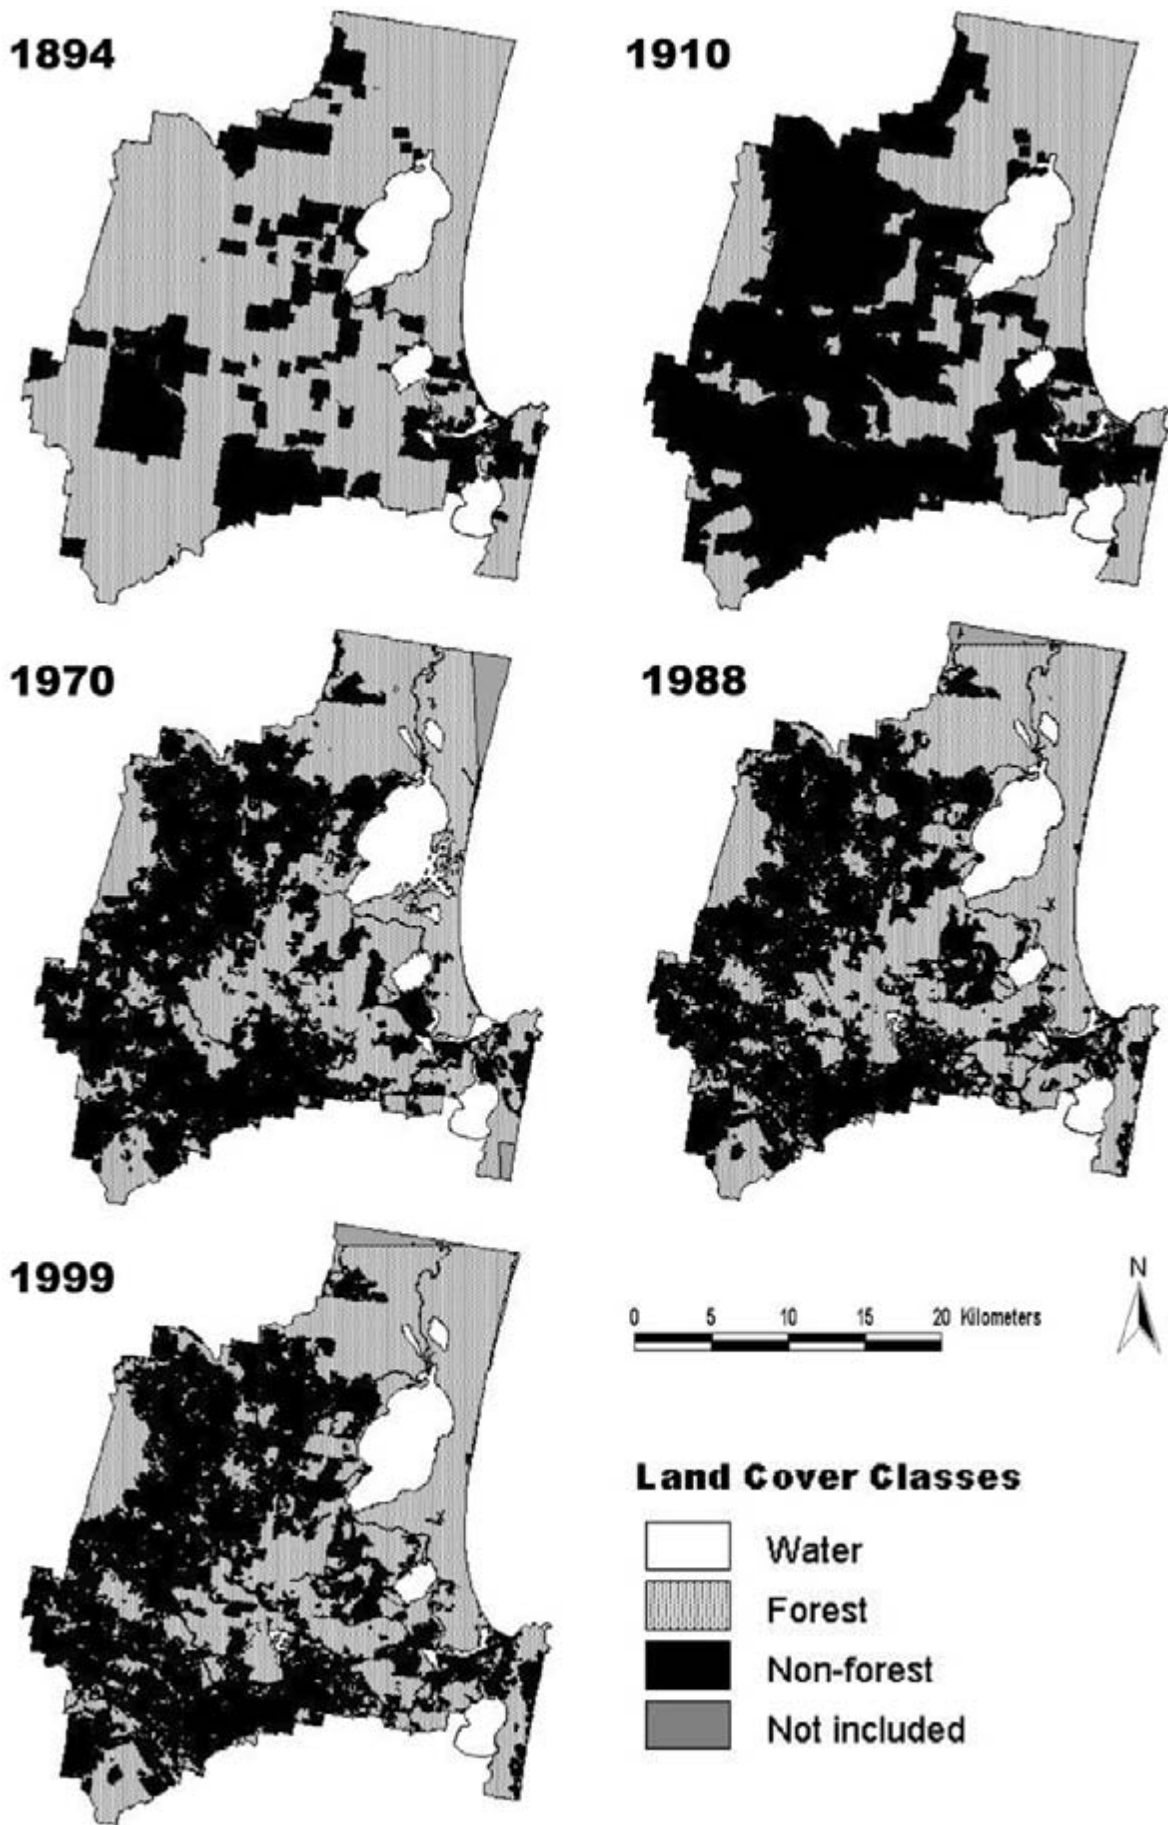 1894
1910
1970
1988
1999
N
0 5 10 15 20 Kilometers
Land Cover Classes
Water
Forest
Non-forest
Not included